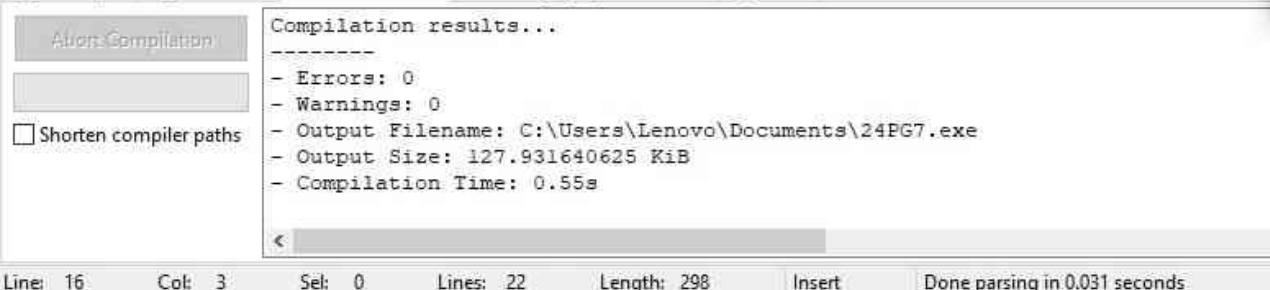 Abort Compilation
Shorten compiler paths
Compilation results...
--------
- Errors: 0
- Warnings: 0
- Output Filename: C:\Users\Lenovo\Documents\24PG7.exe
- Output Size: 127.931640625 KiB
- Compilation Time: 0.55s
Line: 16 Col: 3 Sel: 0 Lines: 22 Length: 298 Insert Done parsing in 0.031 seconds